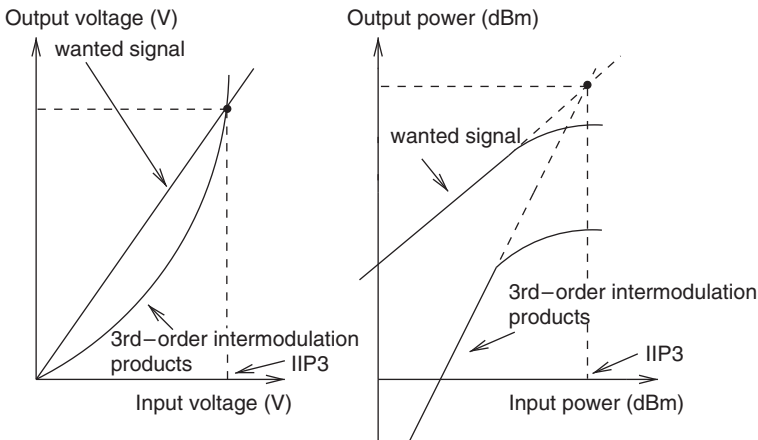 Output voltage (V)
wanted signal
3rd–order intermodulation
products
IIP3
Input voltage (V)
Output power (dBm)
wanted signal
3rd–order intermodulation
products
IIP3
Input power (dBm)